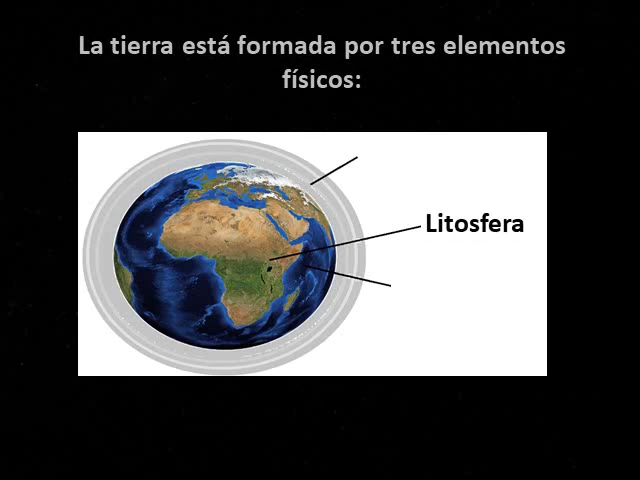 La tierra está formada por tres elementos
físicos:
Litosfera